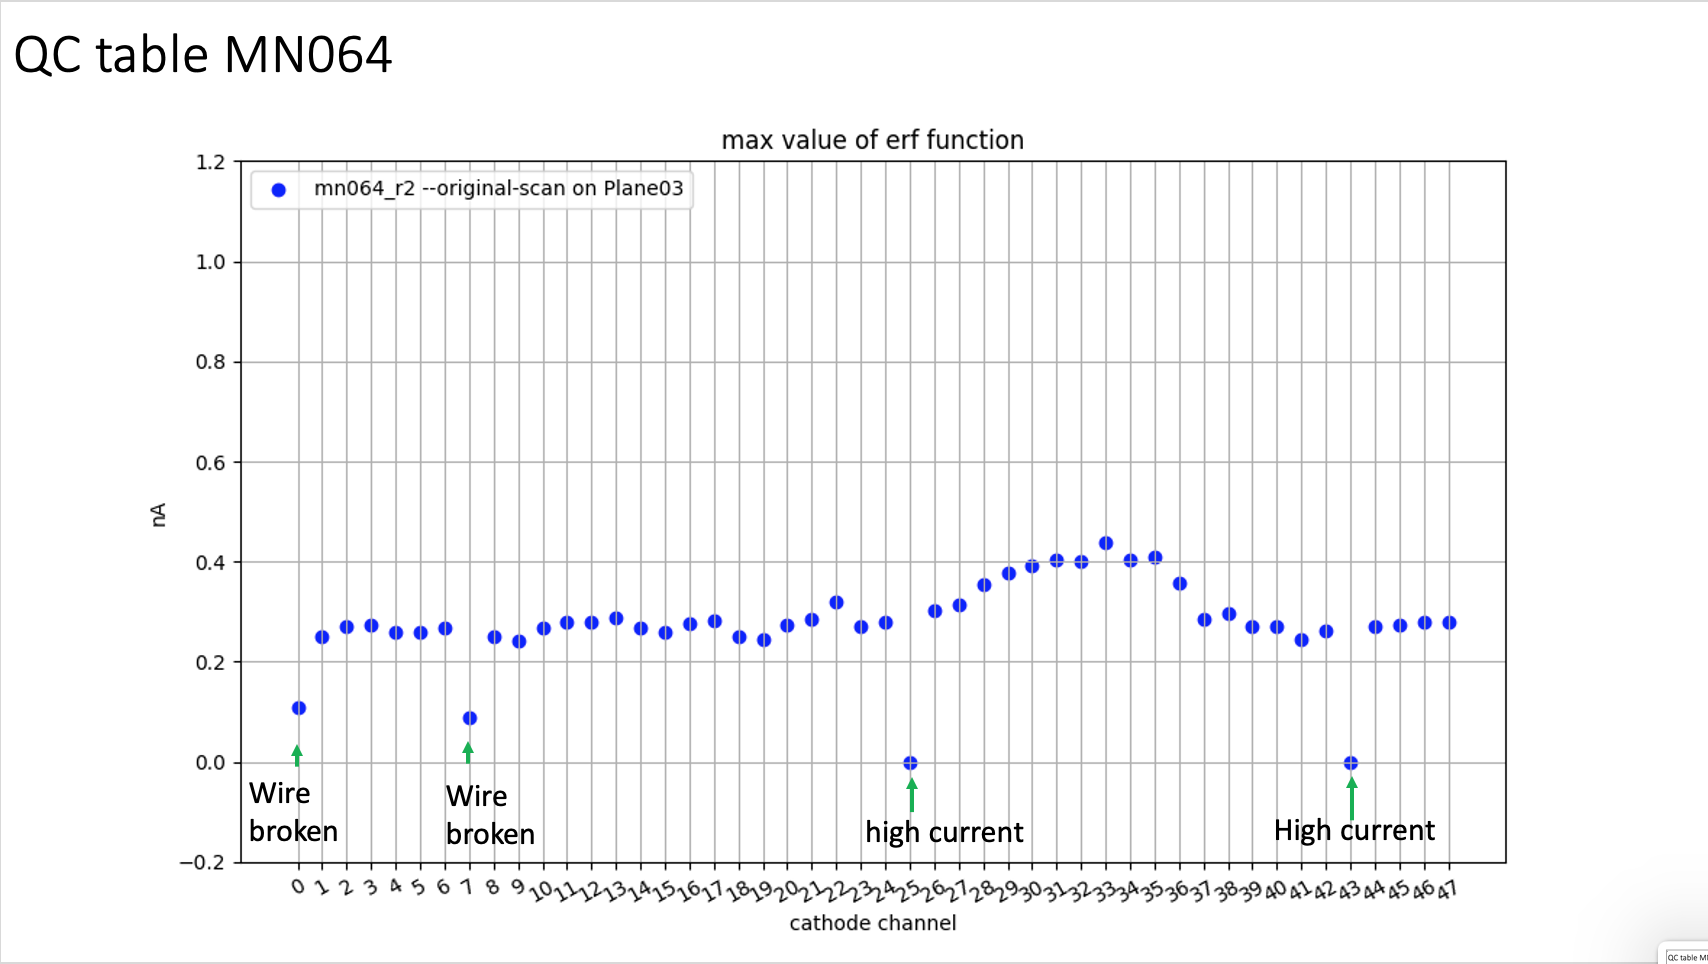 QC table MN064
max value of erf function
mn064_r2 --original-scan on Plane03
1.2
1.0
0.8
0.6
0.4
0.2
0.0
−0.2
nA
Wire
broken
Wire
broken
high current
High current
0 1 2 3 4 5 6 7 8 9 10 11 12 13 14 15 16 17 18 19 20 21 22 23 24 25 26 27 28 29 30 31 32 33 34 35 36 37 38 39 40 41 42 43 44 45 46 47
cathode channel
QC table